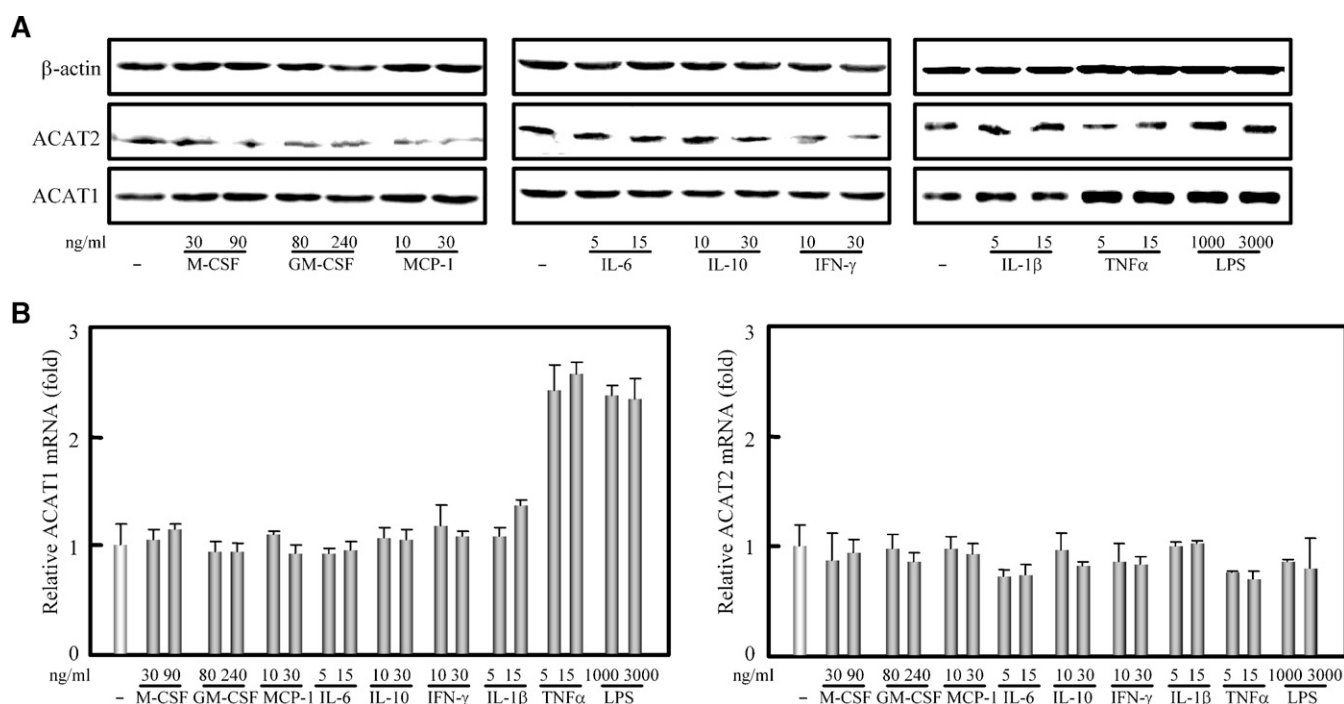 A
β-actin
ACAT2
ACAT1
ng/ml
30 90 80 240 10 30
– M-CSF GM-CSF MCP-1
5 15 10 30 10 30
– IL-6 IL-10 IFN-γ
5 15 5 15 1000 3000
– IL-1β TNFα LPS
B
Relative ACAT1 mRNA (fold)
3
2
1
0
ng/ml
30 90 80 240 10 30 5 15 10 30 10 30 5 15 5 15 1000 3000
– M-CSF GM-CSF MCP-1 IL-6 IL-10 IFN-γ IL-1β TNFα LPS
Relative ACAT2 mRNA (fold)
3
2
1
0
ng/ml
30 90 80 240 10 30 5 15 10 30 10 30 5 15 5 15 1000 3000
– M-CSF GM-CSF MCP-1 IL-6 IL-10 IFN-γ IL-1β TNFα LPS